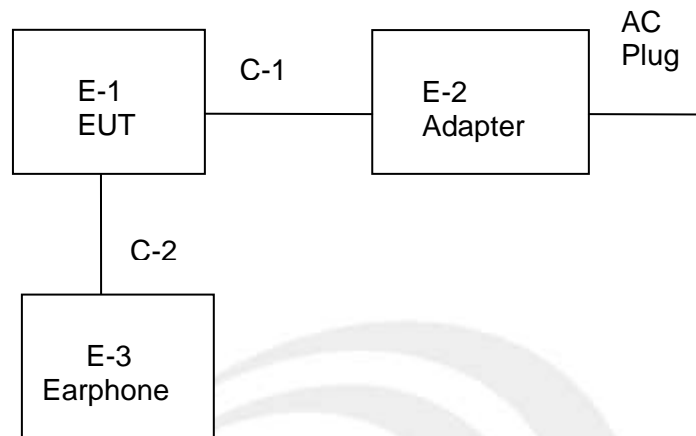 AC
Plug
C-1
E-1
EUT
E-2
Adapter
C-2
E-3
Earphone